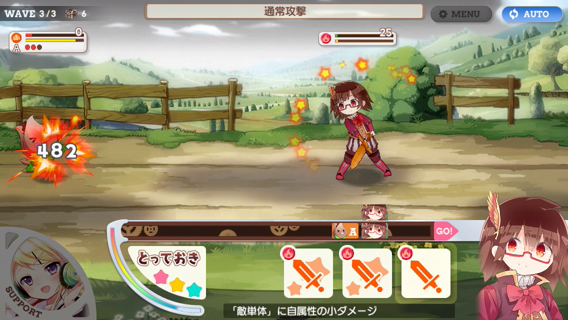 WAVE 3/3
6
通常攻撃
MENU
AUTO
0
A
25
482
A
GO!
とっておき
SUPPORT
「敵単体」に自属性の小ダメージ